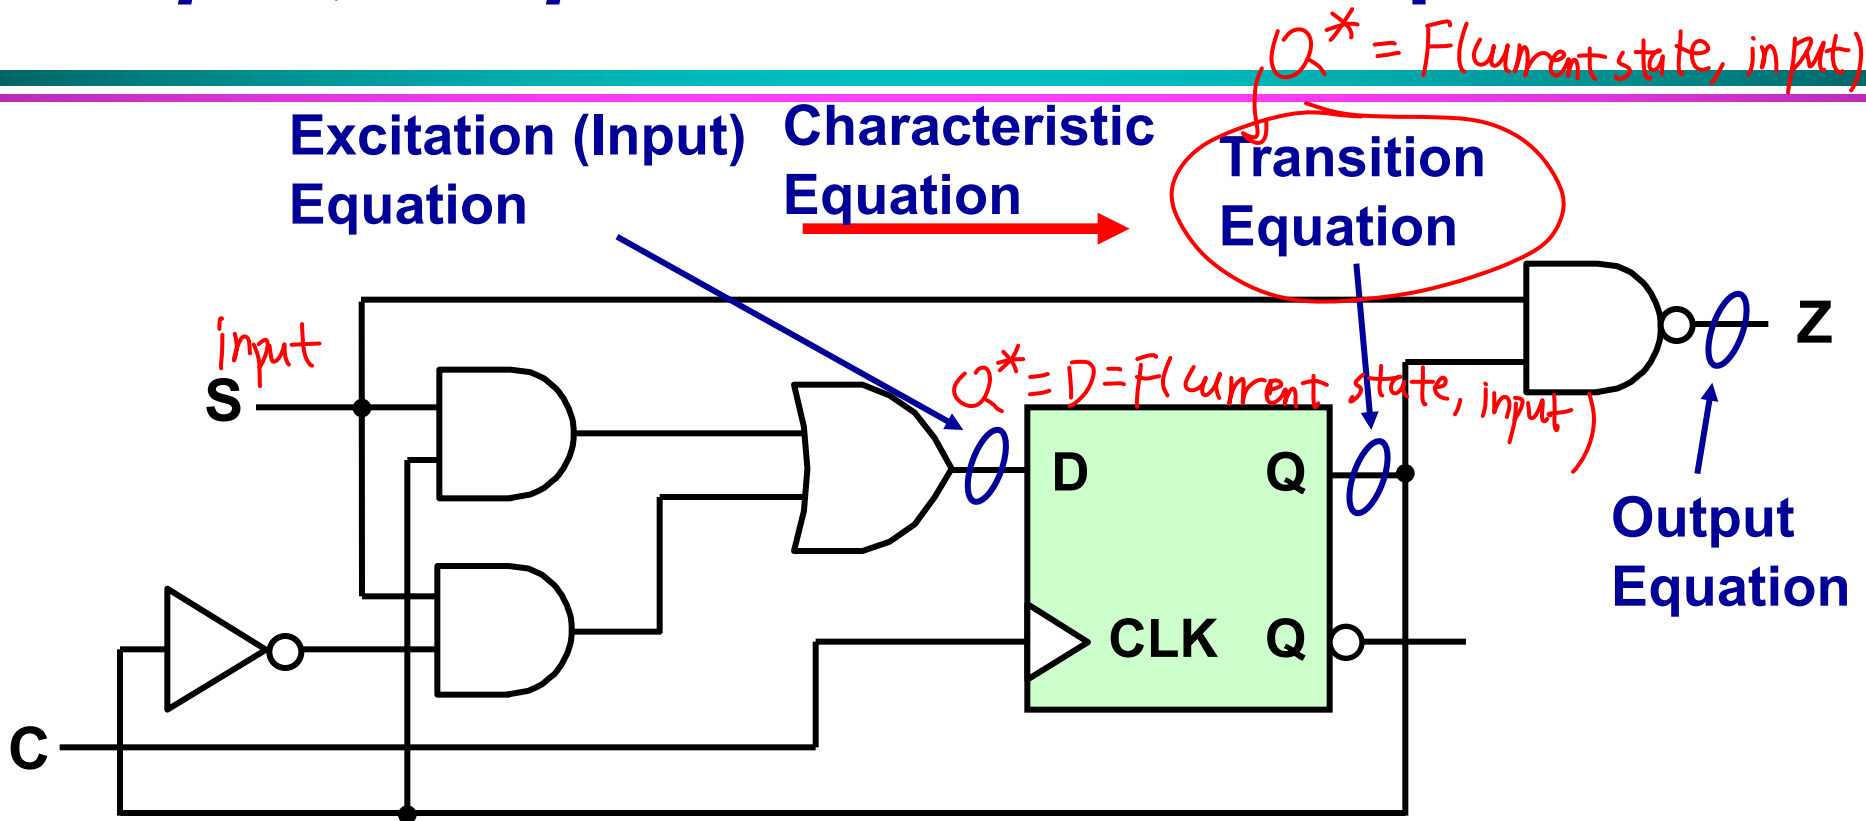 Q* = F(current state, input)
Excitation (Input)
Equation
Characteristic
Equation
Transition
Equation
input
S
Z
Q* = D = F(current state, input)
D
Q
Output
Equation
CLK
Q
C